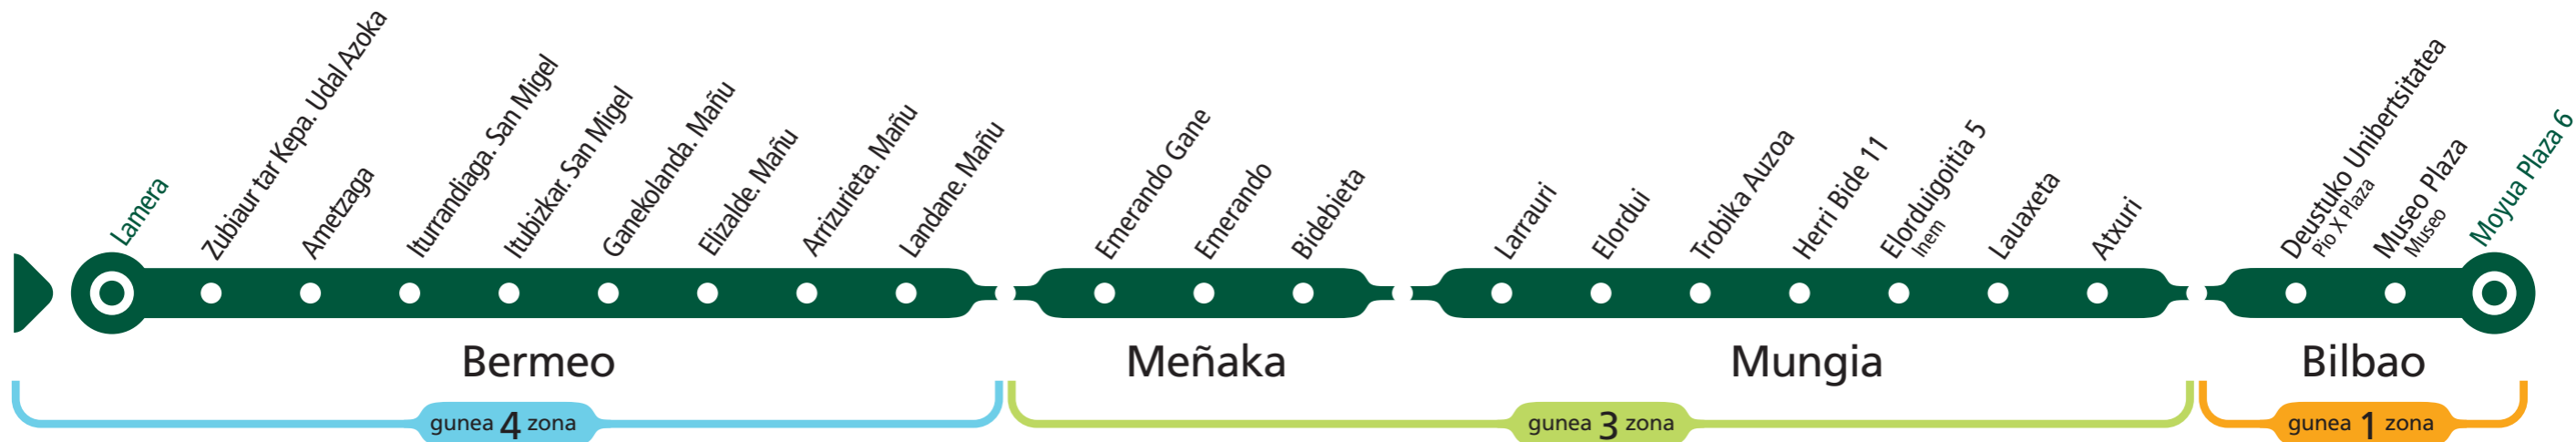 Lamera
Zubiaur tar Kepa. Udal Azoka
Ametzaga
Iturrandiaga. San Migel
Itubizkar. San Migel
Ganekolanda. Mañu
Elizalde. Mañu
Arrizurieta. Mañu
Landane. Mañu
Emerando Gane
Emerando
Bidebieta
Larrauri
Elordui
Trobika Auzoa
Herri Bide 11
Elorduigoitia 5
Inem
Lauaxeta
Atxuri
Deustuko Unibertsitatea
Pio X Plaza
Museo Plaza
Museo
Moyua Plaza 6
Bermeo
Meñaka
Mungia
Bilbao
gunea 4 zona
gunea 3 zona
gunea 1 zona